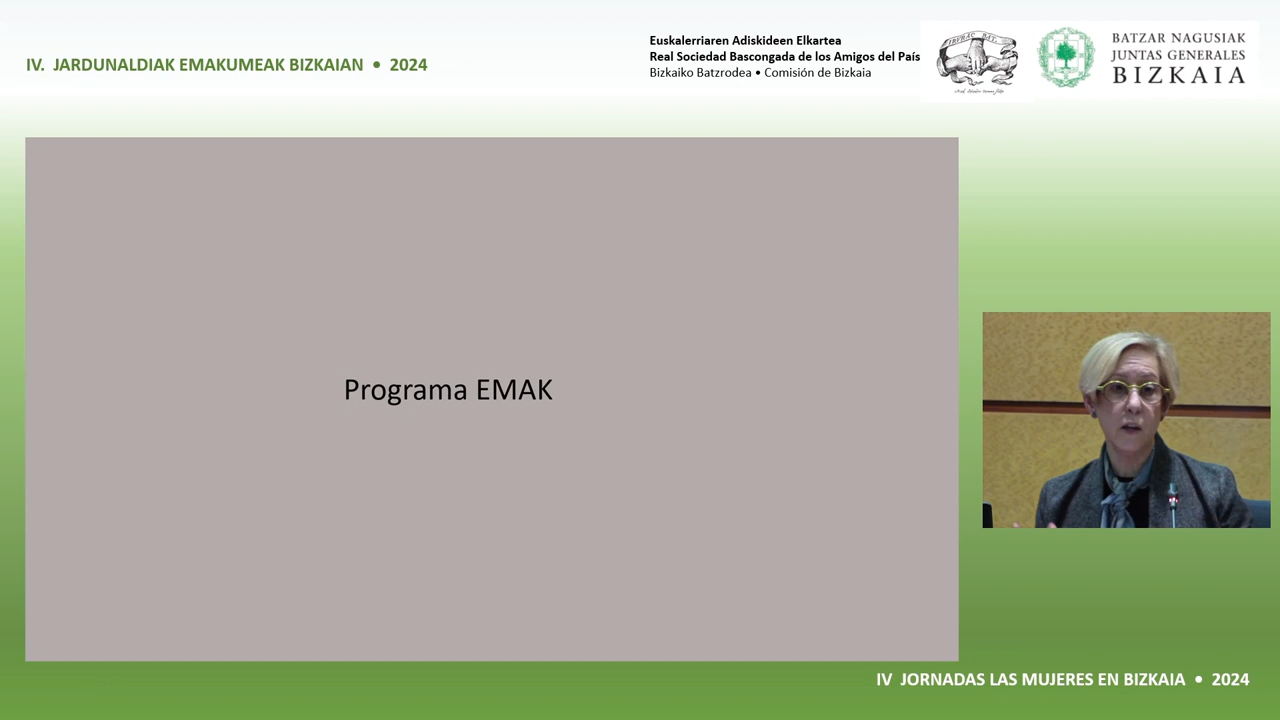 IV. JARDUNALDIAK EMAKUMEAK BIZKAIAN • 2024
Euskalerriaren Adiskideen Elkartea
Real Sociedad Bascongada de los Amigos del País
Bizkaiko Batzrodea • Comisión de Bizkaia
BATZAR NAGUSIAK
JUNTAS GENERALES
BIZKAIA
Programa EMAK
IV JORNADAS LAS MUJERES EN BIZKAIA • 2024